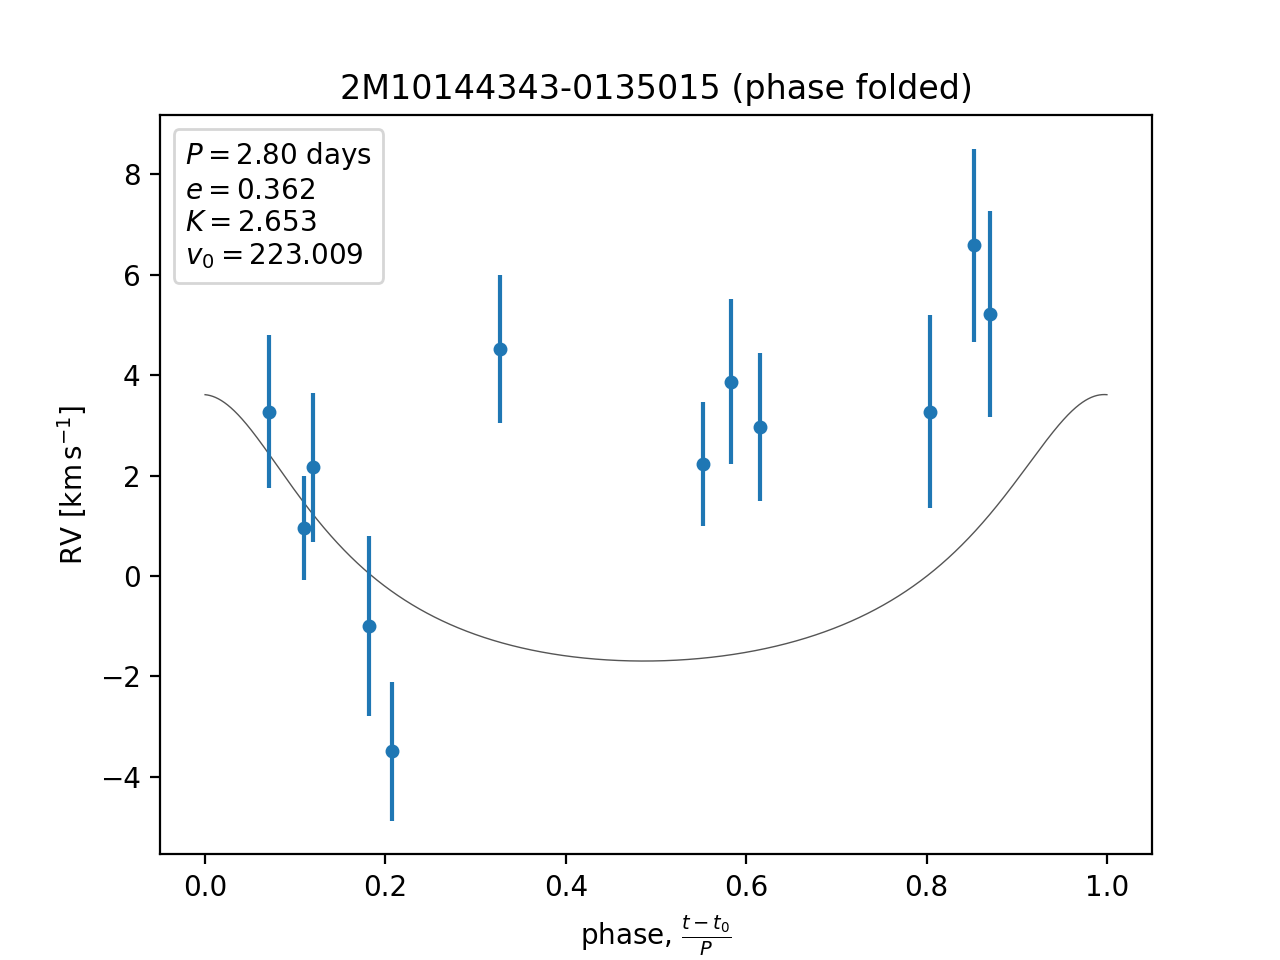 2M10144343-0135015 (phase folded)
P = 2.80 days
e = 0.362
K = 2.653
v₀ = 223.009
RV [km s⁻¹]
8
6
4
2
0
−2
−4
0.0 0.2 0.4 0.6 0.8 1.0
phase, (t − t₀)/P